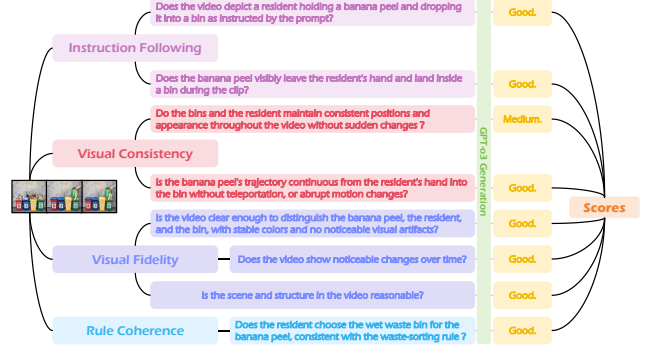 Does the video depict a resident holding a banana peel and dropping
it into a bin as instructed by the prompt?
Good.
Instruction Following
Does the banana peel visibly leave the resident's hand and land inside
a bin during the clip?
Good.
Do the bins and the resident maintain consistent positions and
appearance throughout the video without sudden changes ?
Medium.
Visual Consistency
Is the banana peel's trajectory continuous from the resident's hand into
the bin without teleportation, or abrupt motion changes?
Good.
GPT-o3 Generation
Scores
Is the video clear enough to distinguish the banana peel, the resident,
and the bin, with stable colors and no noticeable visual artifacts?
Good.
Visual Fidelity
Does the video show noticeable changes over time?
Good.
Is the scene and structure in the video reasonable?
Good.
Rule Coherence
Does the resident choose the wet waste bin for the
banana peel, consistent with the waste-sorting rule ?
Good.